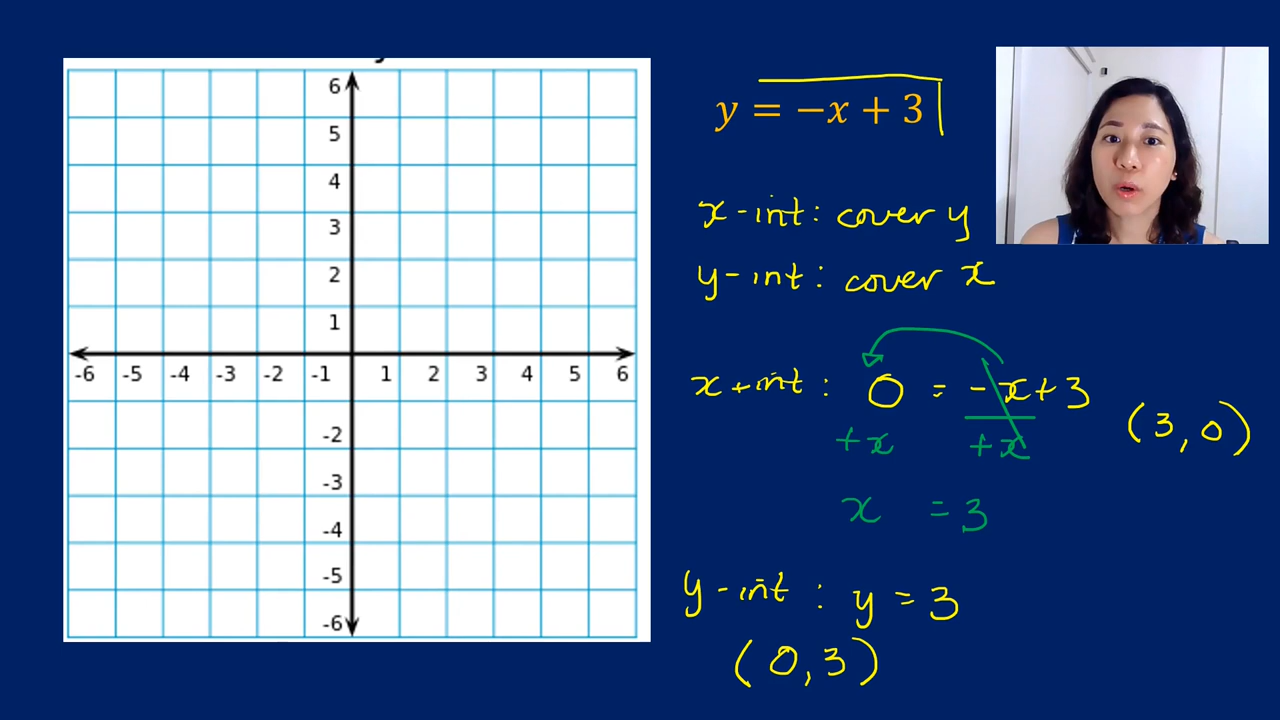 6
5
4
3
2
1
-6 -5 -4 -3 -2 -1 1 2 3 4 5 6
-2
-3
-4
-5
-6
y = −x + 3
x-int: cover y
y-int: cover x
x-int: 0 = -x+3
+x +x
(3, 0)
x = 3
y-int: y = 3
(0, 3)